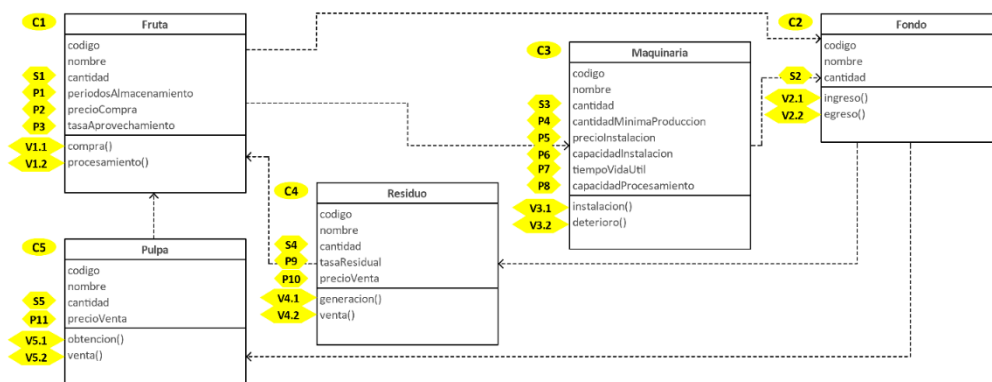 C1
Fruta
codigo
nombre
S1 cantidad
P1 periodosAlmacenamiento
P2 precioCompra
P3 tasaAprovechamiento
V1.1 compra()
V1.2 procesamiento()
C2
Fondo
codigo
nombre
S2 cantidad
V2.1 ingreso()
V2.2 egreso()
C3
Maquinaria
codigo
nombre
S3 cantidad
P4 cantidadMinimaProduccion
P5 precioInstalacion
P6 capacidadInstalacion
P7 tiempoVidaUtil
P8 capacidadProcesamiento
V3.1 instalacion()
V3.2 deterioro()
C4
Residuo
codigo
nombre
S4 cantidad
P9 tasaResidual
P10 precioVenta
V4.1 generacion()
V4.2 venta()
C5
Pulpa
codigo
nombre
S5 cantidad
P11 precioVenta
V5.1 obtencion()
V5.2 venta()